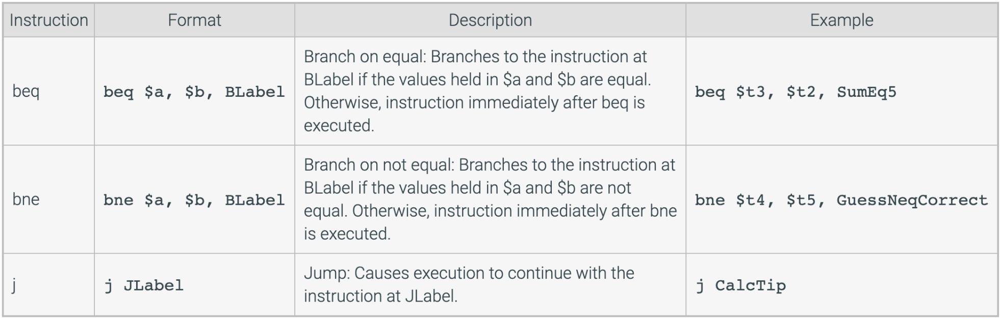 Instruction Format Description Example
beq
beq $a, $b, BLabel
Branch on equal: Branches to the instruction at
BLabel if the values held in $a and $b are equal.
Otherwise, instruction immediately after beq is
executed.
beq $t3, $t2, SumEq5
bne
bne $a, $b, BLabel
Branch on not equal: Branches to the instruction at
BLabel if the values held in $a and $b are not
equal. Otherwise, instruction immediately after bne
is executed.
bne $t4, $t5, GuessNeqCorrect
j
j JLabel
Jump: Causes execution to continue with the
instruction at JLabel.
j CalcTip